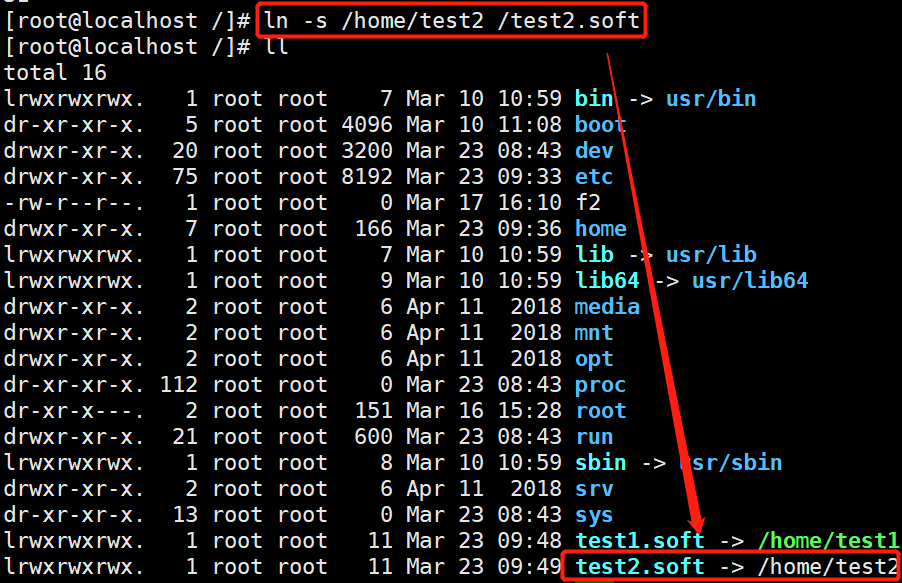 [root@localhost /]# ln -s /home/test2 /test2.soft
[root@localhost /]# ll
total 16
lrwxrwxrwx.   1 root root    7 Mar 10 10:59 bin -> usr/bin
dr-xr-xr-x.   5 root root 4096 Mar 10 11:08 boot
drwxr-xr-x.  20 root root 3200 Mar 23 08:43 dev
drwxr-xr-x.  75 root root 8192 Mar 23 09:33 etc
-rw-r--r--.   1 root root    0 Mar 17 16:10 f2
drwxr-xr-x.   7 root root  166 Mar 23 09:36 home
lrwxrwxrwx.   1 root root    7 Mar 10 10:59 lib -> usr/lib
lrwxrwxrwx.   1 root root    9 Mar 10 10:59 lib64 -> usr/lib64
drwxr-xr-x.   2 root root    6 Apr 11  2018 media
drwxr-xr-x.   2 root root    6 Apr 11  2018 mnt
drwxr-xr-x.   2 root root    6 Apr 11  2018 opt
dr-xr-xr-x. 112 root root    0 Mar 23 08:43 proc
dr-xr-x---.   2 root root  151 Mar 16 15:28 root
drwxr-xr-x.  21 root root  600 Mar 23 08:43 run
lrwxrwxrwx.   1 root root    8 Mar 10 10:59 sbin -> usr/sbin
drwxr-xr-x.   2 root root    6 Apr 11  2018 srv
dr-xr-xr-x.  13 root root    0 Mar 23 08:43 sys
lrwxrwxrwx.   1 root root   11 Mar 23 09:48 test1.soft -> /home/test1
lrwxrwxrwx.   1 root root   11 Mar 23 09:49 test2.soft -> /home/test2